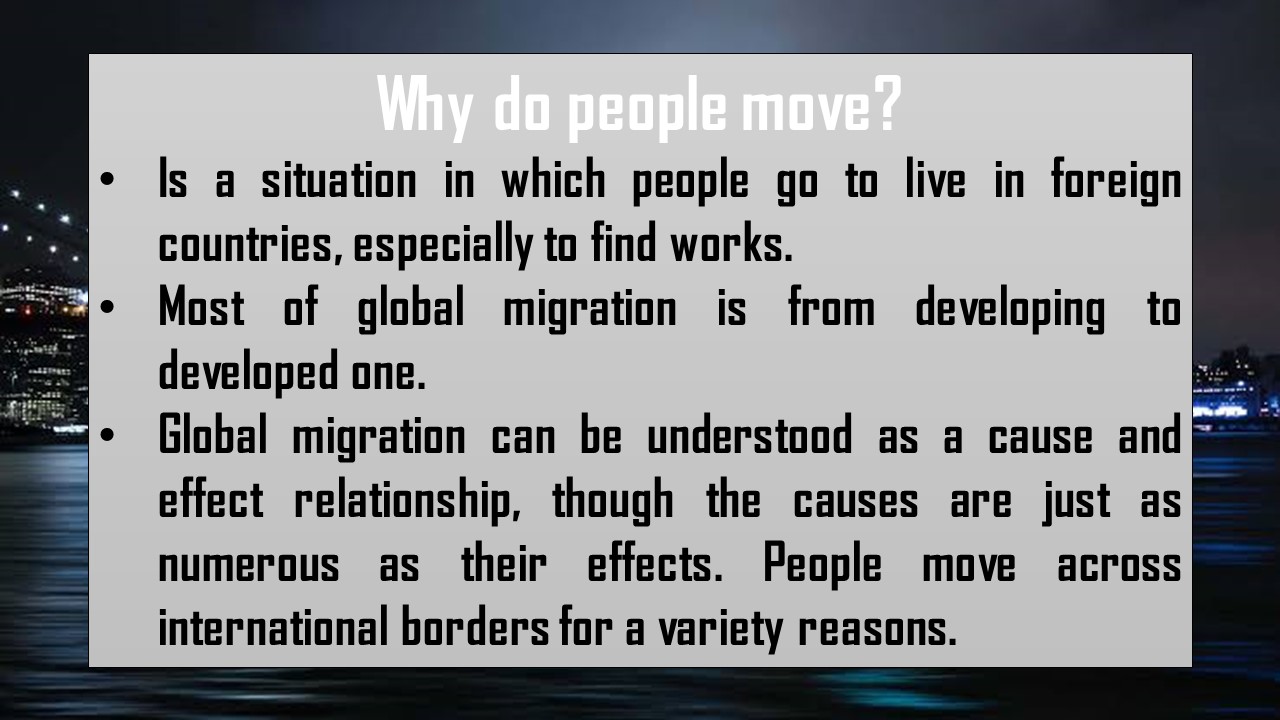 Why do people move?
• Is a situation in which people go to live in foreign
countries, especially to find works.
• Most of global migration is from developing to
developed one.
• Global migration can be understood as a cause and
effect relationship, though the causes are just as
numerous as their effects. People move across
international borders for a variety reasons.